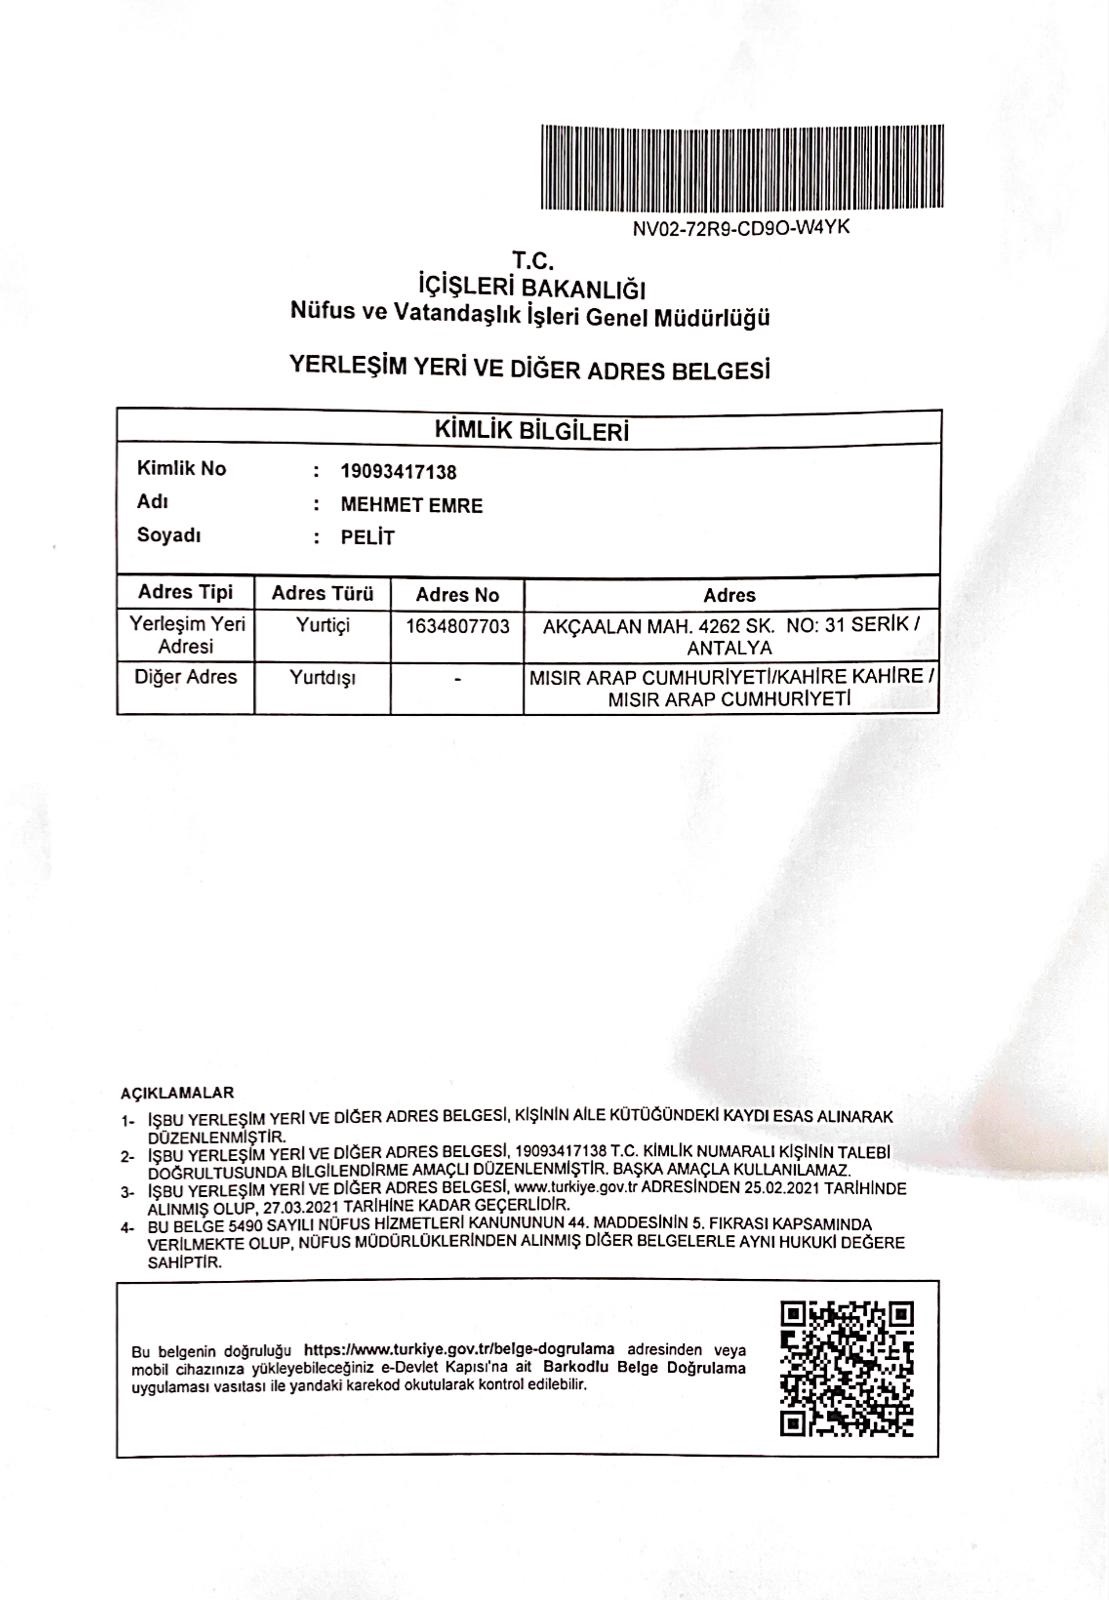 NV02-72R9-CD9O-W4YK
T.C.
İÇİŞLERİ BAKANLIĞI
Nüfus ve Vatandaşlık İşleri Genel Müdürlüğü
YERLEŞİM YERİ VE DİĞER ADRES BELGESİ
KİMLİK BİLGİLERİ
Kimlik No : 19093417138
Adı : MEHMET EMRE
Soyadı : PELİT
Adres Tipi Adres Türü Adres No Adres
Yerleşim Yeri Yurtiçi 1634807703 AKÇAALAN MAH. 4262 SK. NO: 31 SERİK /
Adresi ANTALYA
Diğer Adres Yurtdışı - MISIR ARAP CUMHURİYETİ/KAHİRE KAHİRE /
MISIR ARAP CUMHURİYETİ
AÇIKLAMALAR
1- İŞBU YERLEŞİM YERİ VE DİĞER ADRES BELGESİ, KİŞİNİN AİLE KÜTÜĞÜNDEKİ KAYDI ESAS ALINARAK
DÜZENLENMİŞTİR.
2- İŞBU YERLEŞİM YERİ VE DİĞER ADRES BELGESİ, 19093417138 T.C. KİMLİK NUMARALI KİŞİNİN TALEBİ
DOĞRULTUSUNDA BİLGİLENDİRME AMAÇLI DÜZENLENMİŞTİR. BAŞKA AMAÇLA KULLANILAMAZ.
3- İŞBU YERLEŞİM YERİ VE DİĞER ADRES BELGESİ, www.turkiye.gov.tr ADRESİNDEN 25.02.2021 TARİHİNDE
ALINMIŞ OLUP, 27.03.2021 TARİHİNE KADAR GEÇERLİDİR.
4- BU BELGE 5490 SAYILI NÜFUS HİZMETLERİ KANUNUNUN 44. MADDESİNİN 5. FIKRASI KAPSAMINDA
VERİLMEKTE OLUP, NÜFUS MÜDÜRLÜKLERİNDEN ALINMIŞ DİĞER BELGELERLE AYNI HUKUKİ DEĞERE
SAHİPTİR.
Bu belgenin doğruluğu https://www.turkiye.gov.tr/belge-dogrulama adresinden veya
mobil cihazınıza yükleyebileceğiniz e-Devlet Kapısı'na ait Barkodlu Belge Doğrulama
uygulaması vasıtası ile yandaki karekod okutularak kontrol edilebilir.